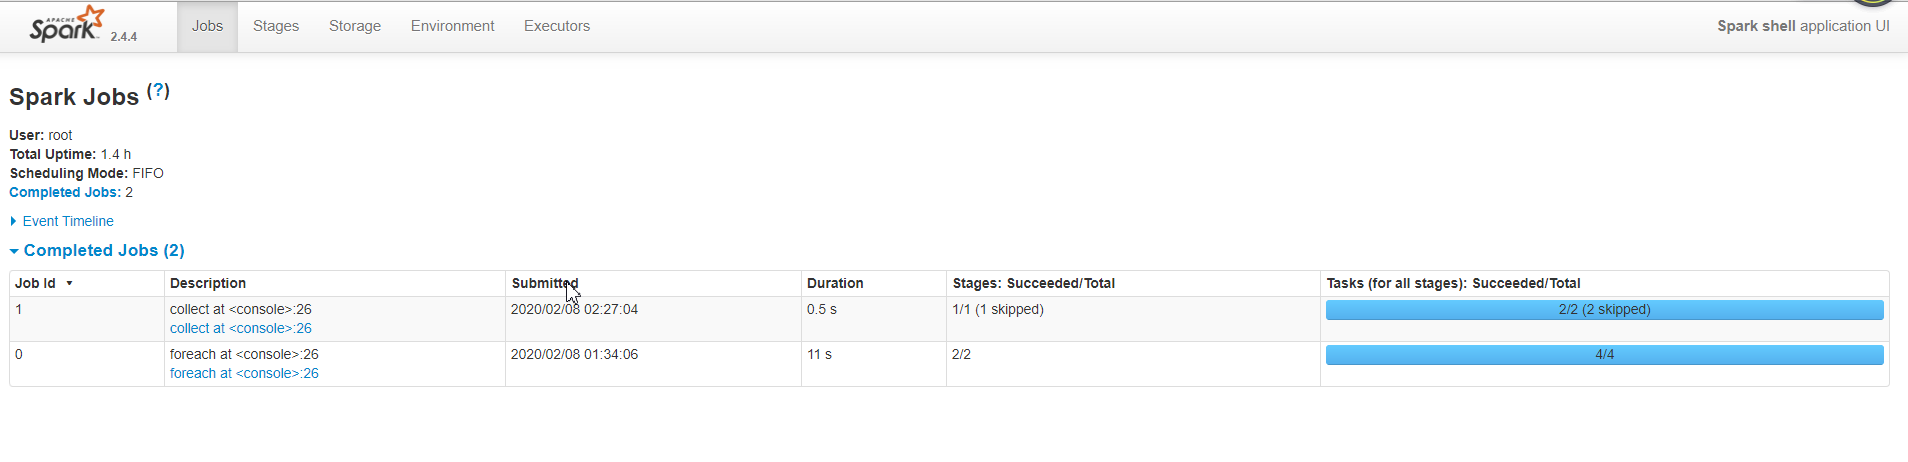 APACHE
Spark 2.4.4 Jobs Stages Storage Environment Executors Spark shell application UI
Spark Jobs (?)
User: root
Total Uptime: 1.4 h
Scheduling Mode: FIFO
Completed Jobs: 2
Event Timeline
Completed Jobs (2)
Job Id Description Submitted Duration Stages: Succeeded/Total Tasks (for all stages): Succeeded/Total
1 collect at <console>:26 2020/02/08 02:27:04 0.5 s 1/1 (1 skipped) 2/2 (2 skipped)
collect at <console>:26
0 foreach at <console>:26 2020/02/08 01:34:06 11 s 2/2 4/4
foreach at <console>:26